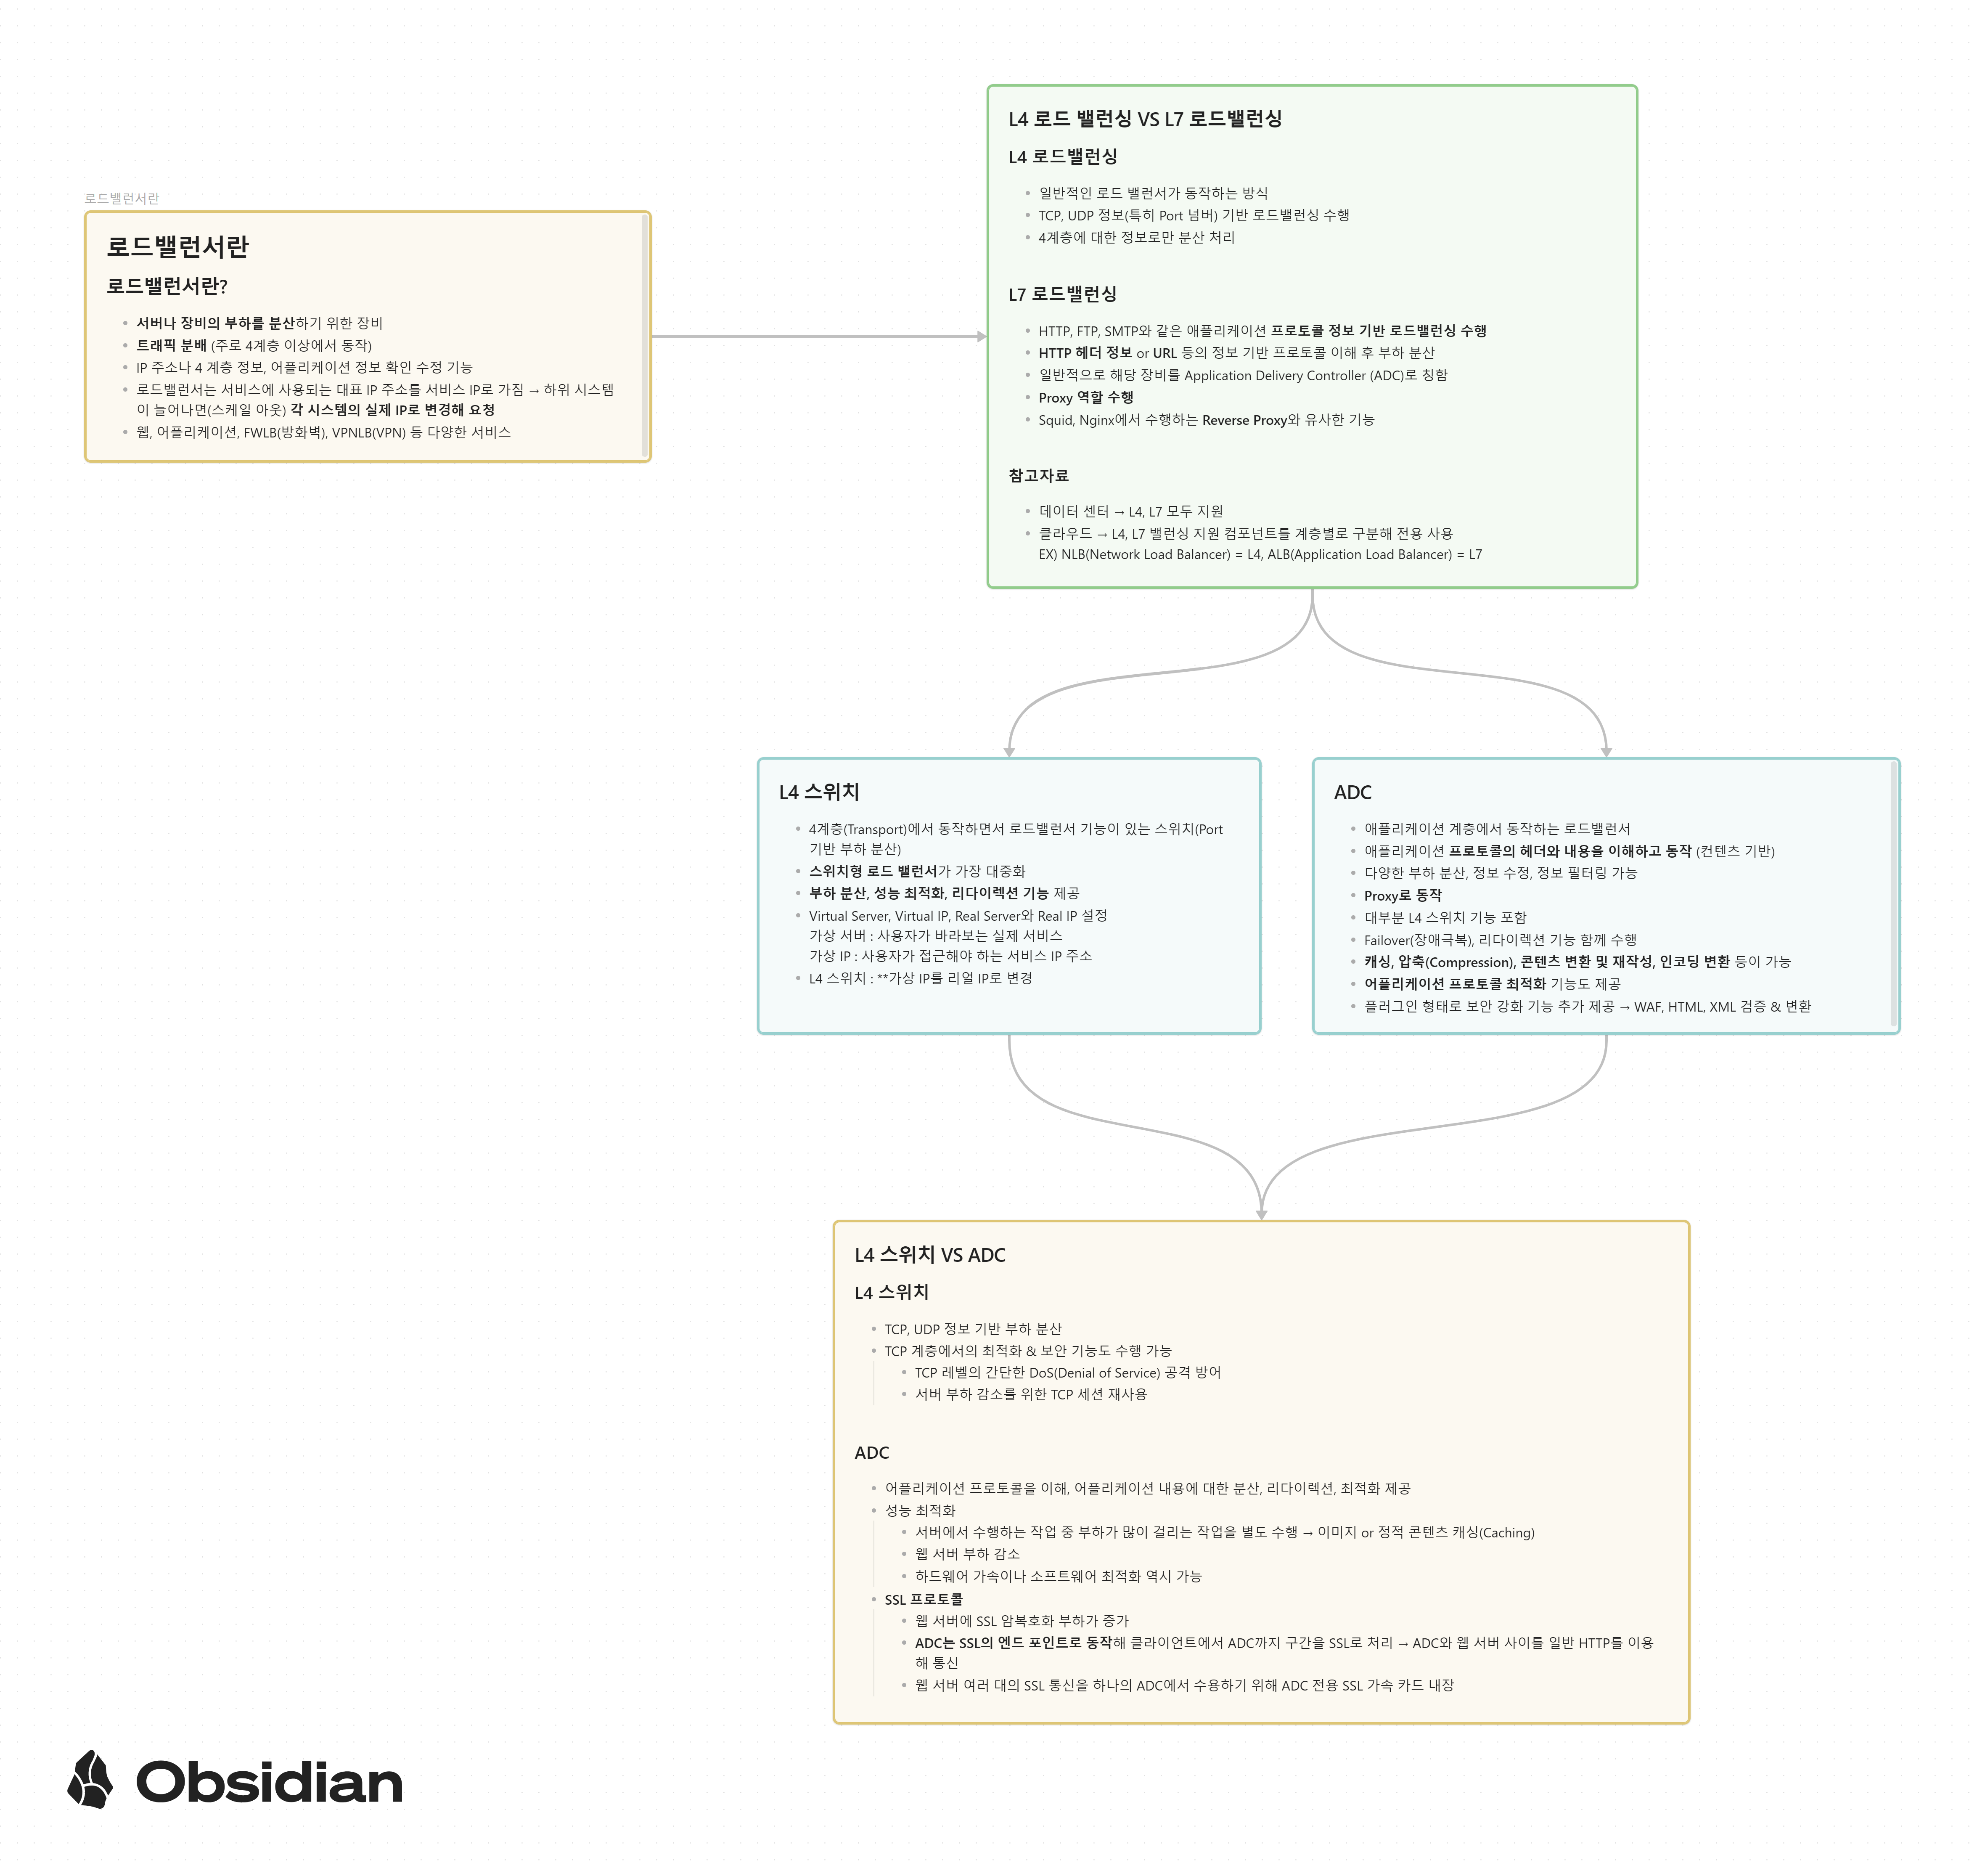 로드밸런서란
로드밸런서란
로드밸런서란?
서버나 장비의 부하를 분산하기 위한 장비
트래픽 분배 (주로 4계층 이상에서 동작)
IP 주소나 4 계층 정보, 어플리케이션 정보 확인 수정 기능
로드밸런서는 서비스에 사용되는 대표 IP 주소를 서비스 IP로 가짐 → 하위 시스템
이 늘어나면(스케일 아웃) 각 시스템의 실제 IP로 변경해 요청
웹, 어플리케이션, FWLB(방화벽), VPNLB(VPN) 등 다양한 서비스
L4 로드 밸런싱 VS L7 로드밸런싱
L4 로드밸런싱
일반적인 로드 밸런서가 동작하는 방식
TCP, UDP 정보(특히 Port 넘버) 기반 로드밸런싱 수행
4계층에 대한 정보로만 분산 처리
L7 로드밸런싱
HTTP, FTP, SMTP와 같은 애플리케이션 프로토콜 정보 기반 로드밸런싱 수행
HTTP 헤더 정보 or URL 등의 정보 기반 프로토콜 이해 후 부하 분산
일반적으로 해당 장비를 Application Delivery Controller (ADC)로 칭함
Proxy 역할 수행
Squid, Nginx에서 수행하는 Reverse Proxy와 유사한 기능
참고자료
데이터 센터 → L4, L7 모두 지원
클라우드 → L4, L7 밸런싱 지원 컴포넌트를 계층별로 구분해 전용 사용
EX) NLB(Network Load Balancer) = L4, ALB(Application Load Balancer) = L7
L4 스위치
4계층(Transport)에서 동작하면서 로드밸런서 기능이 있는 스위치(Port
기반 부하 분산)
스위치형 로드 밸런서가 가장 대중화
부하 분산, 성능 최적화, 리다이렉션 기능 제공
Virtual Server, Virtual IP, Real Server와 Real IP 설정
가상 서버 : 사용자가 바라보는 실제 서비스
가상 IP : 사용자가 접근해야 하는 서비스 IP 주소
L4 스위치 : **가상 IP를 리얼 IP로 변경
ADC
애플리케이션 계층에서 동작하는 로드밸런서
애플리케이션 프로토콜의 헤더와 내용을 이해하고 동작 (컨텐츠 기반)
다양한 부하 분산, 정보 수정, 정보 필터링 가능
Proxy로 동작
대부분 L4 스위치 기능 포함
Failover(장애극복), 리다이렉션 기능 함께 수행
캐싱, 압축(Compression), 콘텐츠 변환 및 재작성, 인코딩 변환 등이 가능
어플리케이션 프로토콜 최적화 기능도 제공
플러그인 형태로 보안 강화 기능 추가 제공 → WAF, HTML, XML 검증 & 변환
L4 스위치 VS ADC
L4 스위치
TCP, UDP 정보 기반 부하 분산
TCP 계층에서의 최적화 & 보안 기능도 수행 가능
TCP 레벨의 간단한 DoS(Denial of Service) 공격 방어
서버 부하 감소를 위한 TCP 세션 재사용
ADC
어플리케이션 프로토콜을 이해, 어플리케이션 내용에 대한 분산, 리다이렉션, 최적화 제공
성능 최적화
서버에서 수행하는 작업 중 부하가 많이 걸리는 작업을 별도 수행 → 이미지 or 정적 콘텐츠 캐싱(Caching)
웹 서버 부하 감소
하드웨어 가속이나 소프트웨어 최적화 역시 가능
SSL 프로토콜
웹 서버에 SSL 암복호화 부하가 증가
ADC는 SSL의 엔드 포인트로 동작해 클라이언트에서 ADC까지 구간을 SSL로 처리 → ADC와 웹 서버 사이를 일반 HTTP를 이용
해 통신
웹 서버 여러 대의 SSL 통신을 하나의 ADC에서 수용하기 위해 ADC 전용 SSL 가속 카드 내장
Obsidian